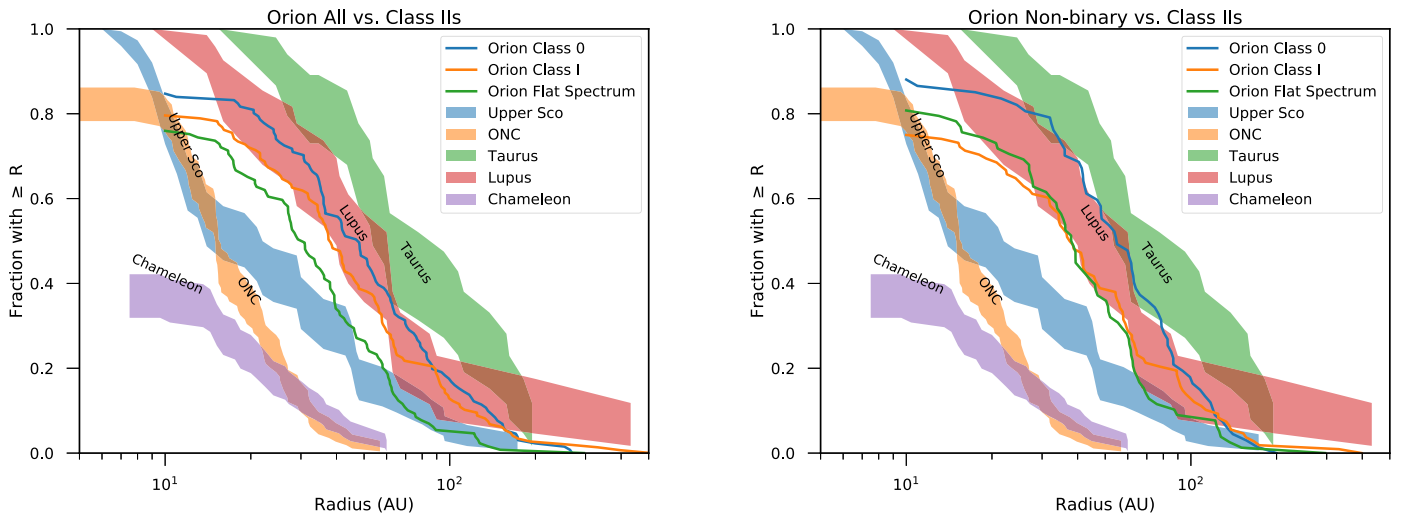 Orion All vs. Class IIs
1.0
0.8
0.6
0.4
0.2
0.0
Fraction with ≥ R
10¹
10²
Radius (AU)
Orion Class 0
Orion Class I
Orion Flat Spectrum
Upper Sco
ONC
Taurus
Lupus
Chameleon
Upper Sco
Lupus
Taurus
Chameleon
ONC
Orion Non-binary vs. Class IIs
1.0
0.8
0.6
0.4
0.2
0.0
Fraction with ≥ R
10¹
10²
Radius (AU)
Orion Class 0
Orion Class I
Orion Flat Spectrum
Upper Sco
ONC
Taurus
Lupus
Chameleon
Upper Sco
Lupus
Taurus
Chameleon
ONC